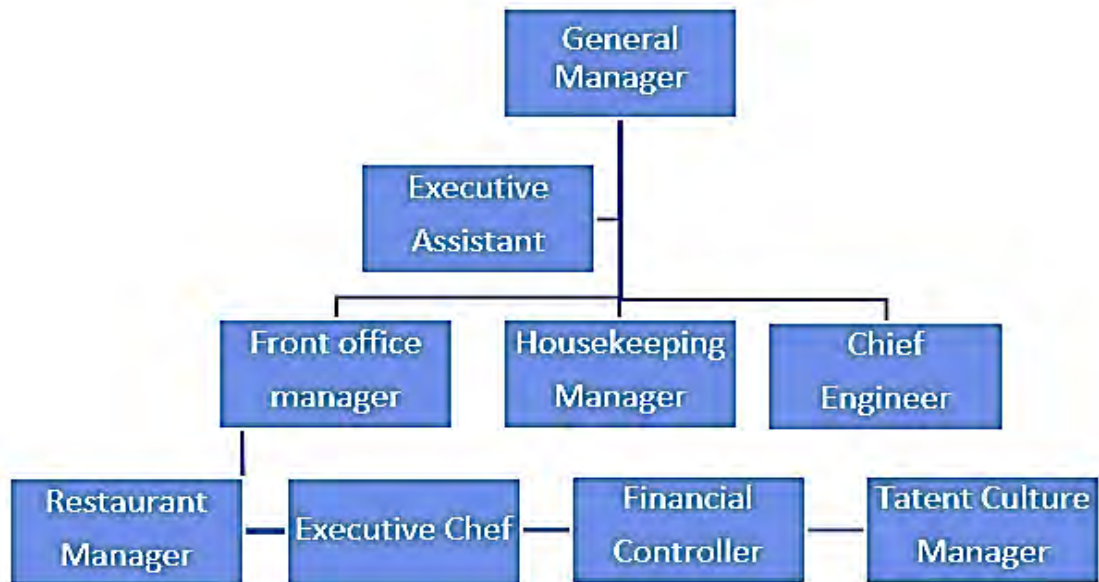 General
Manager
Executive
Assistant
Front office
manager
Housekeeping
Manager
Chief
Engineer
Restaurant
Manager
Executive Chef
Financial
Controller
Tatent Culture
Manager